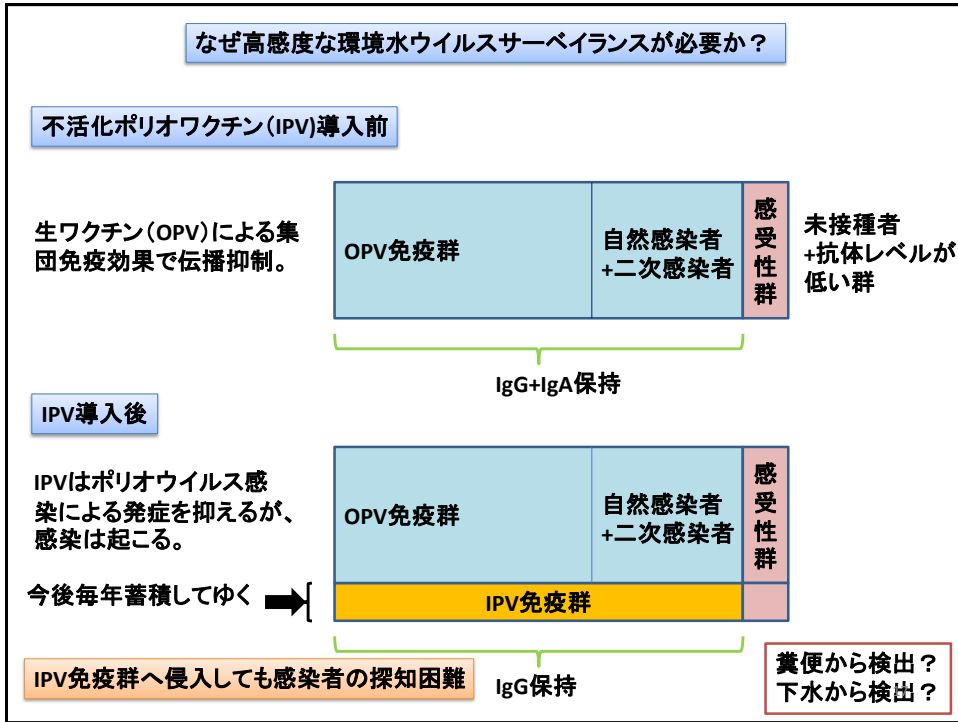 なぜ高感度な環境水ウイルスサーベイランスが必要か？
不活化ポリオワクチン（IPV)導入前
生ワクチン（OPV）による集
団免疫効果で伝播抑制。
OPV免疫群
自然感染者
+二次感染者
感受性群
未接種者
+抗体レベルが
低い群
IgG+IgA保持
IPV導入後
IPVはポリオウイルス感
染による発症を抑えるが、
感染は起こる。
OPV免疫群
自然感染者
+二次感染者
感受性群
今後毎年蓄積してゆく
IPV免疫群
IgG保持
IPV免疫群へ侵入しても感染者の探知困難
糞便から検出？
下水から検出？